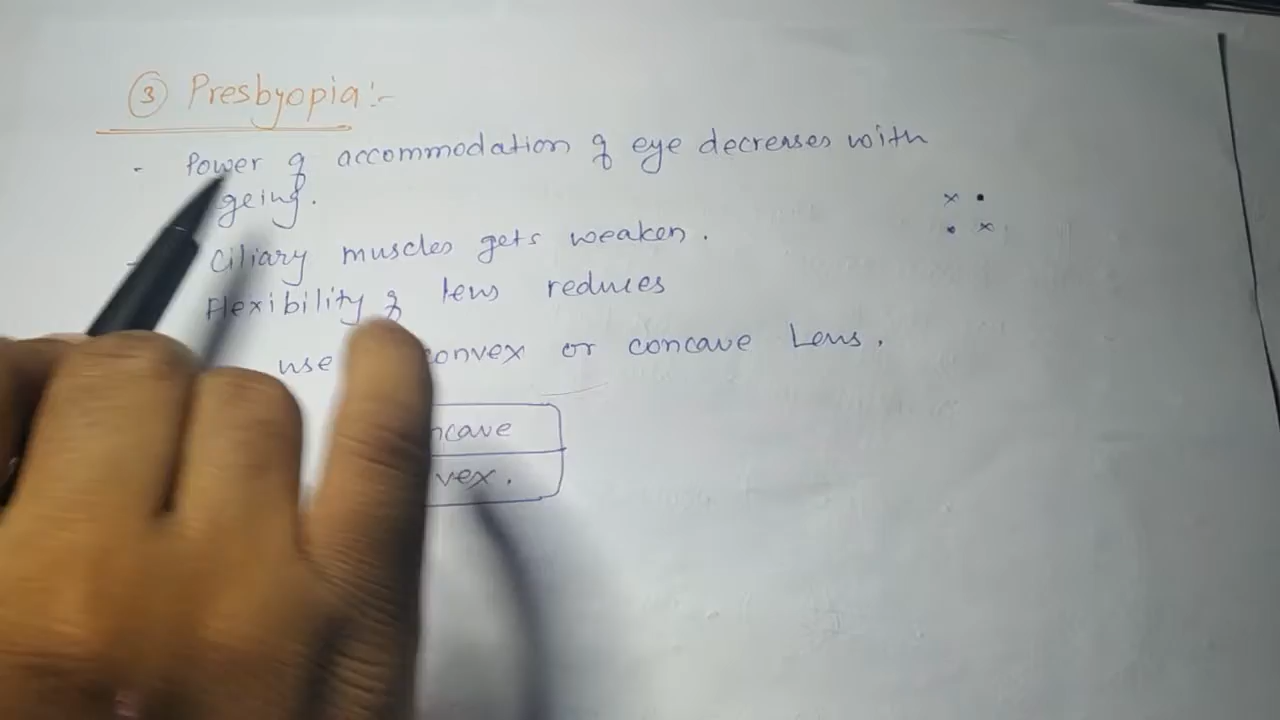 ③ Presbyopia:-
- Power of accommodation of eye decreases with
geing.
- Ciliary muscles gets weaken.
Flexibility of lens reduces
use convex or concave Lens.
ncave
vex.
x •
• x